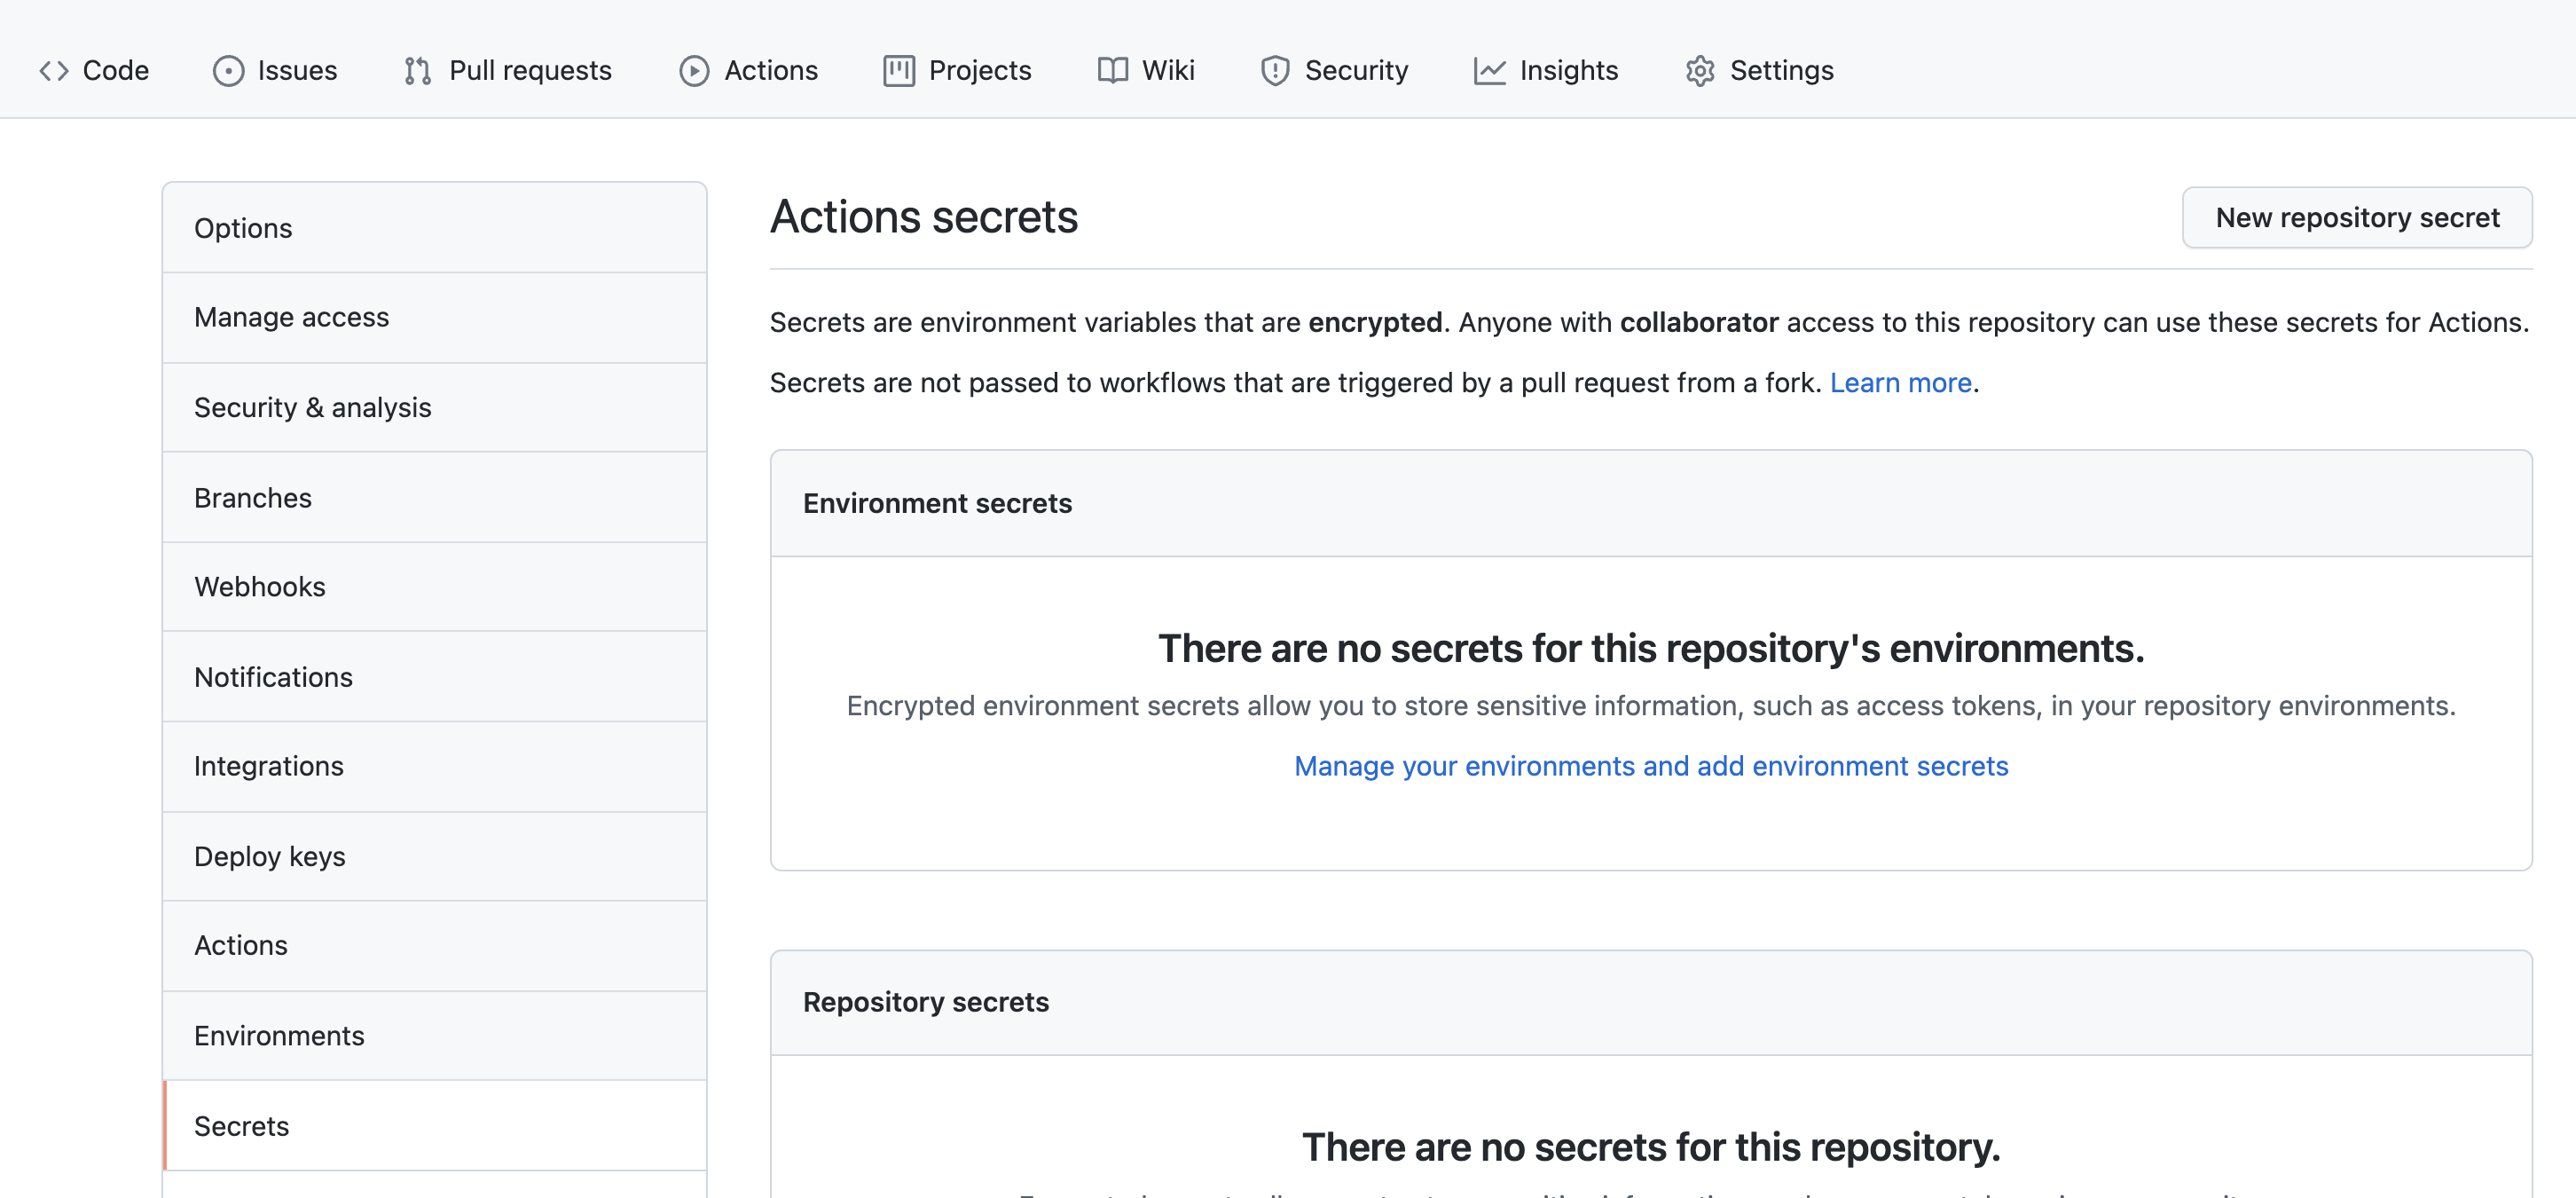 Code Issues Pull requests Actions Projects Wiki Security Insights Settings
Options
Manage access
Security & analysis
Branches
Webhooks
Notifications
Integrations
Deploy keys
Actions
Environments
Secrets
Actions secrets
New repository secret
Secrets are environment variables that are encrypted. Anyone with collaborator access to this repository can use these secrets for Actions.
Secrets are not passed to workflows that are triggered by a pull request from a fork. Learn more.
Environment secrets
There are no secrets for this repository's environments.
Encrypted environment secrets allow you to store sensitive information, such as access tokens, in your repository environments.
Manage your environments and add environment secrets
Repository secrets
There are no secrets for this repository.